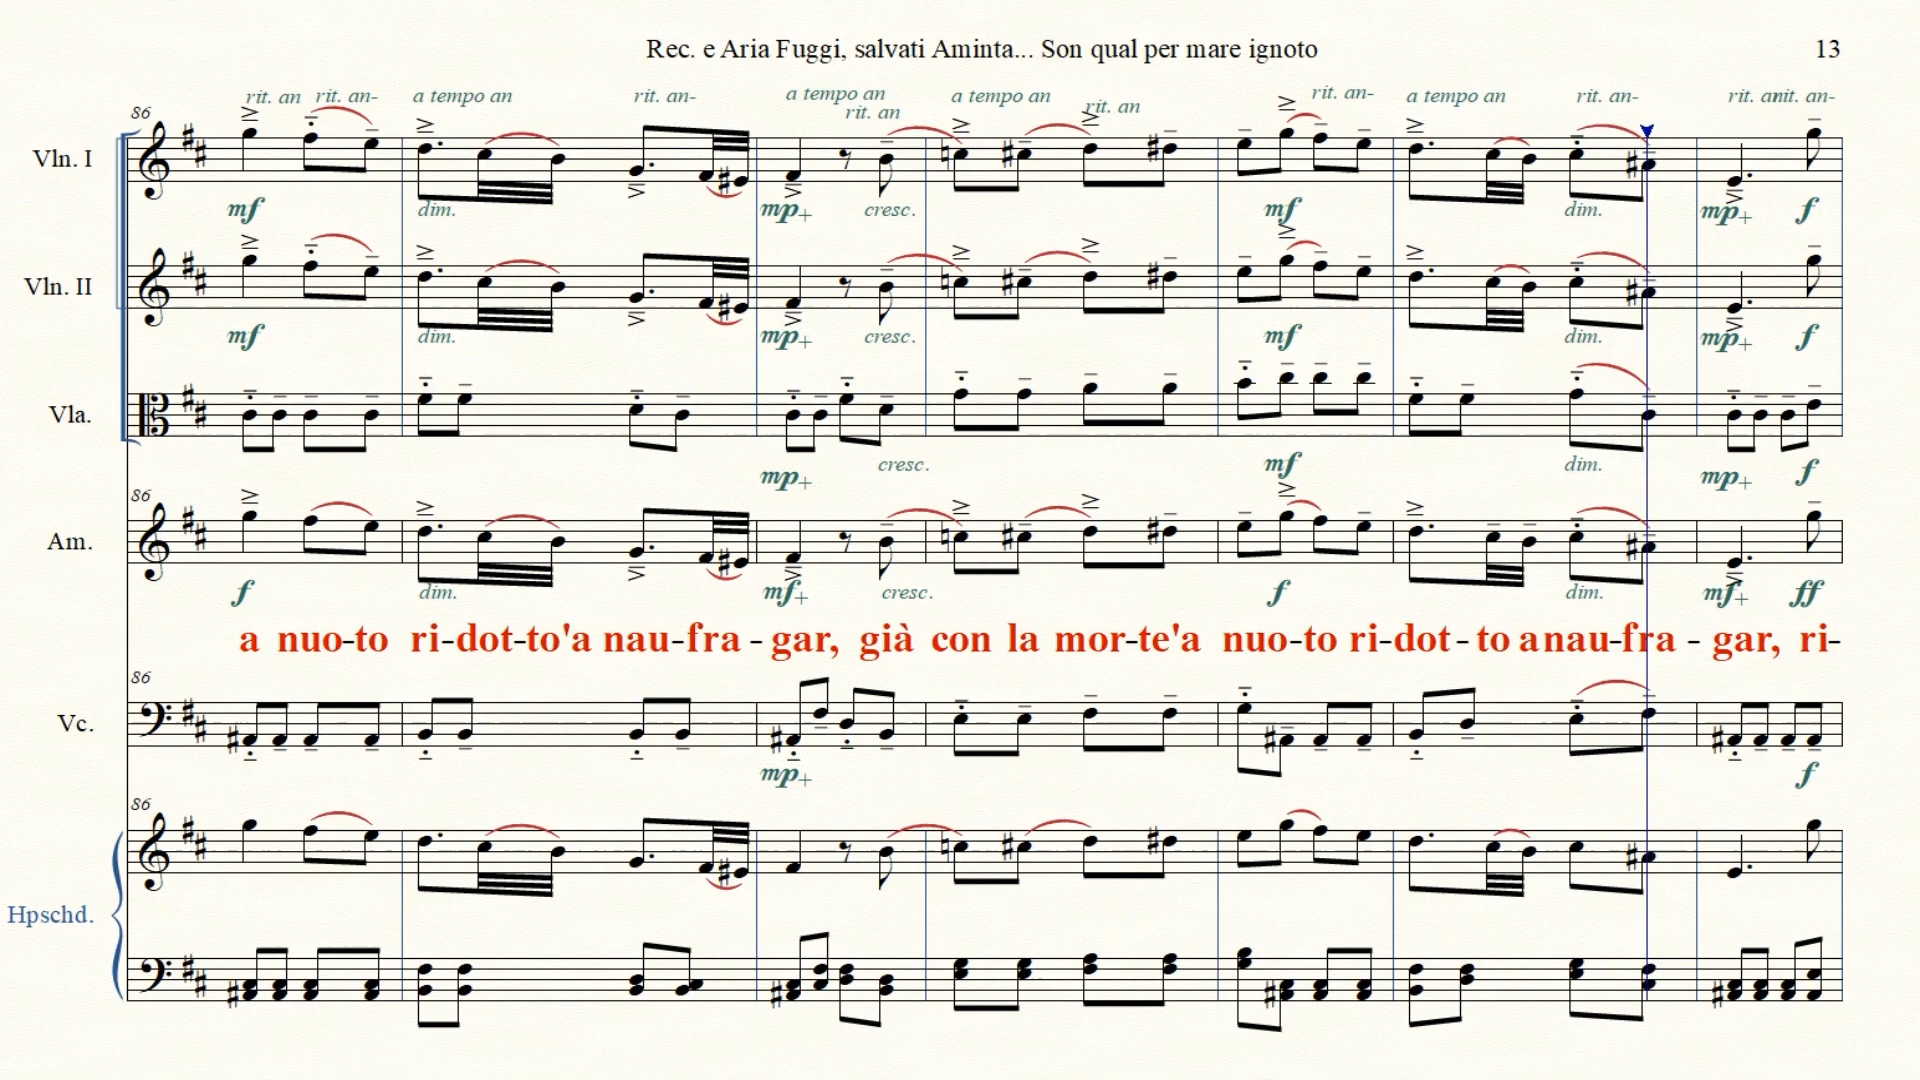 Rec. e Aria Fuggi, salvati Aminta... Son qual per mare ignoto
13
rit. an rit. an- a tempo an rit. an- a tempo an rit. an a tempo an rit. an rit. an- a tempo an rit. an- rit. an rit. an-
86
Vln. I
mf dim. mp+ cresc. mf dim. mp+ f
Vln. II
mf dim. mp+ cresc. mf dim. mp+ f
Vla.
mp+ cresc. mf dim. mp+ f
86
Am.
f dim. mf+ cresc. f dim. mf+ ff
a nuo-to ri-dot-to'a nau-fra - gar, già con la mor-te'a nuo-to ri-dot - to anau-fra - gar, ri-
86
Vc.
mp+ f
86
Hpschd.